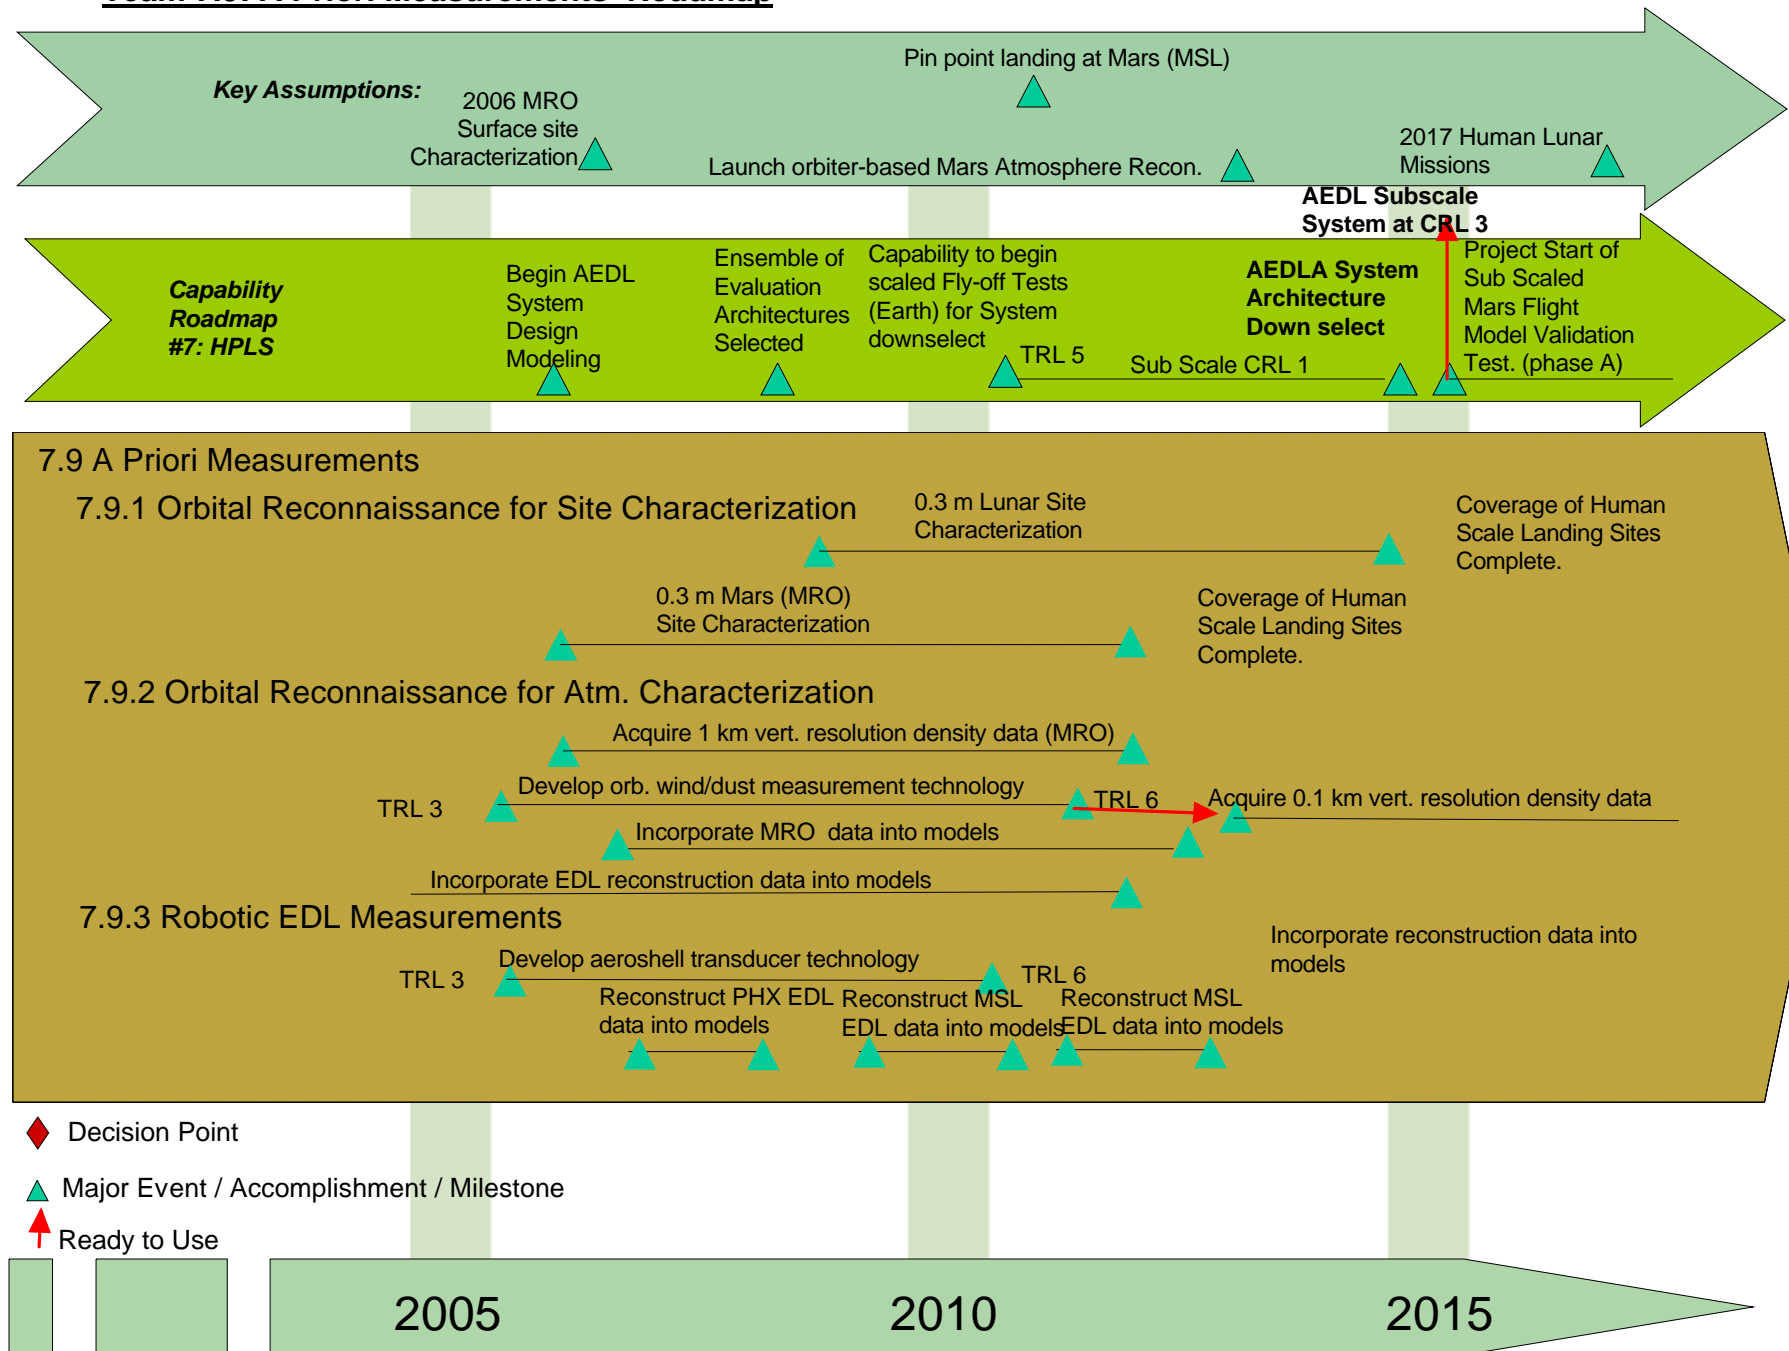 Key Assumptions:
Pin point landing at Mars (MSL)
2006 MRO
Surface site
Characterization
Launch orbiter-based Mars Atmosphere Recon.
2017 Human Lunar
Missions
AEDL Subscale
System at CRL 3
Capability
Roadmap
#7: HPLS
Begin AEDL
System
Design
Modeling
Ensemble of
Evaluation
Architectures
Selected
Capability to begin
scaled Fly-off Tests
(Earth) for System
downselect
TRL 5
Sub Scale CRL 1
AEDLA System
Architecture
Down select
Project Start of
Sub Scaled
Mars Flight
Model Validation
Test. (phase A)
7.9 A Priori Measurements
7.9.1 Orbital Reconnaissance for Site Characterization
0.3 m Lunar Site
Characterization
Coverage of Human
Scale Landing Sites
Complete.
0.3 m Mars (MRO)
Site Characterization
Coverage of Human
Scale Landing Sites
Complete.
7.9.2 Orbital Reconnaissance for Atm. Characterization
Acquire 1 km vert. resolution density data (MRO)
TRL 3
Develop orb. wind/dust measurement technology
TRL 6
Acquire 0.1 km vert. resolution density data
Incorporate MRO data into models
Incorporate EDL reconstruction data into models
7.9.3 Robotic EDL Measurements
Incorporate reconstruction data into
models
TRL 3
Develop aeroshell transducer technology
TRL 6
Reconstruct PHX EDL
data into models
Reconstruct MSL
EDL data into models
Reconstruct MSL
EDL data into models
Decision Point
Major Event / Accomplishment / Milestone
Ready to Use
2005
2010
2015